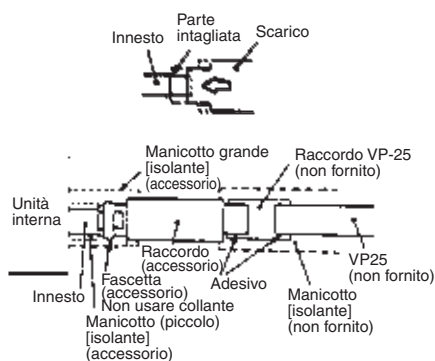 Parte
intagliata
Innesto
Scarico
Manicotto grande
[isolante]
(accessorio)
Raccordo VP-25
(non fornito)
Unità
interna
Raccordo
(accessorio)
VP25
(non fornito)
Innesto
Fascetta
(accessorio)
Non usare collante
Adesivo
Manicotto
[isolante]
(non fornito)
Manicotto (piccolo)
[isolante]
(accessorio)